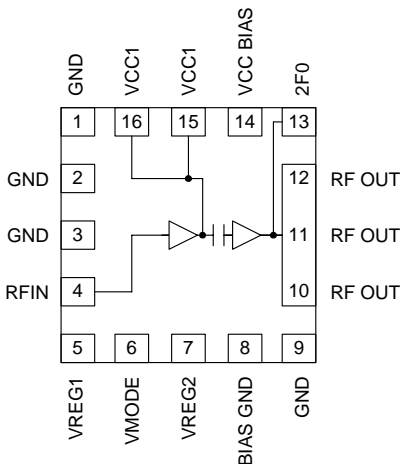 GND
VCC1
VCC1
VCC BIAS
2F0
1
16
15
14
13
GND
2
12
RF OUT
GND
3
11
RF OUT
RFIN
4
10
RF OUT
5
6
7
8
9
VREG1
VMODE
VREG2
BIAS GND
GND